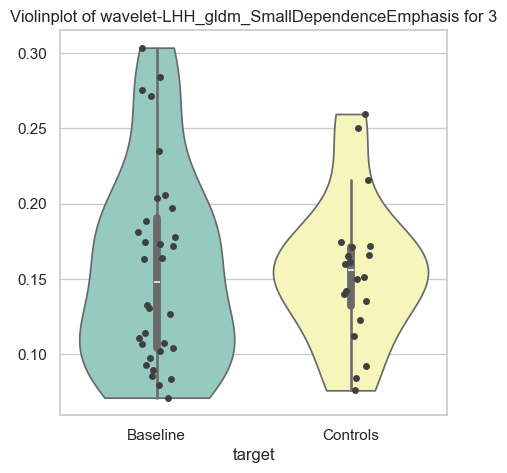 Violinplot of wavelet-LHH_gldm_SmallDependenceEmphasis for 3
0.30
0.25
0.20
0.15
0.10
Baseline Controls
target